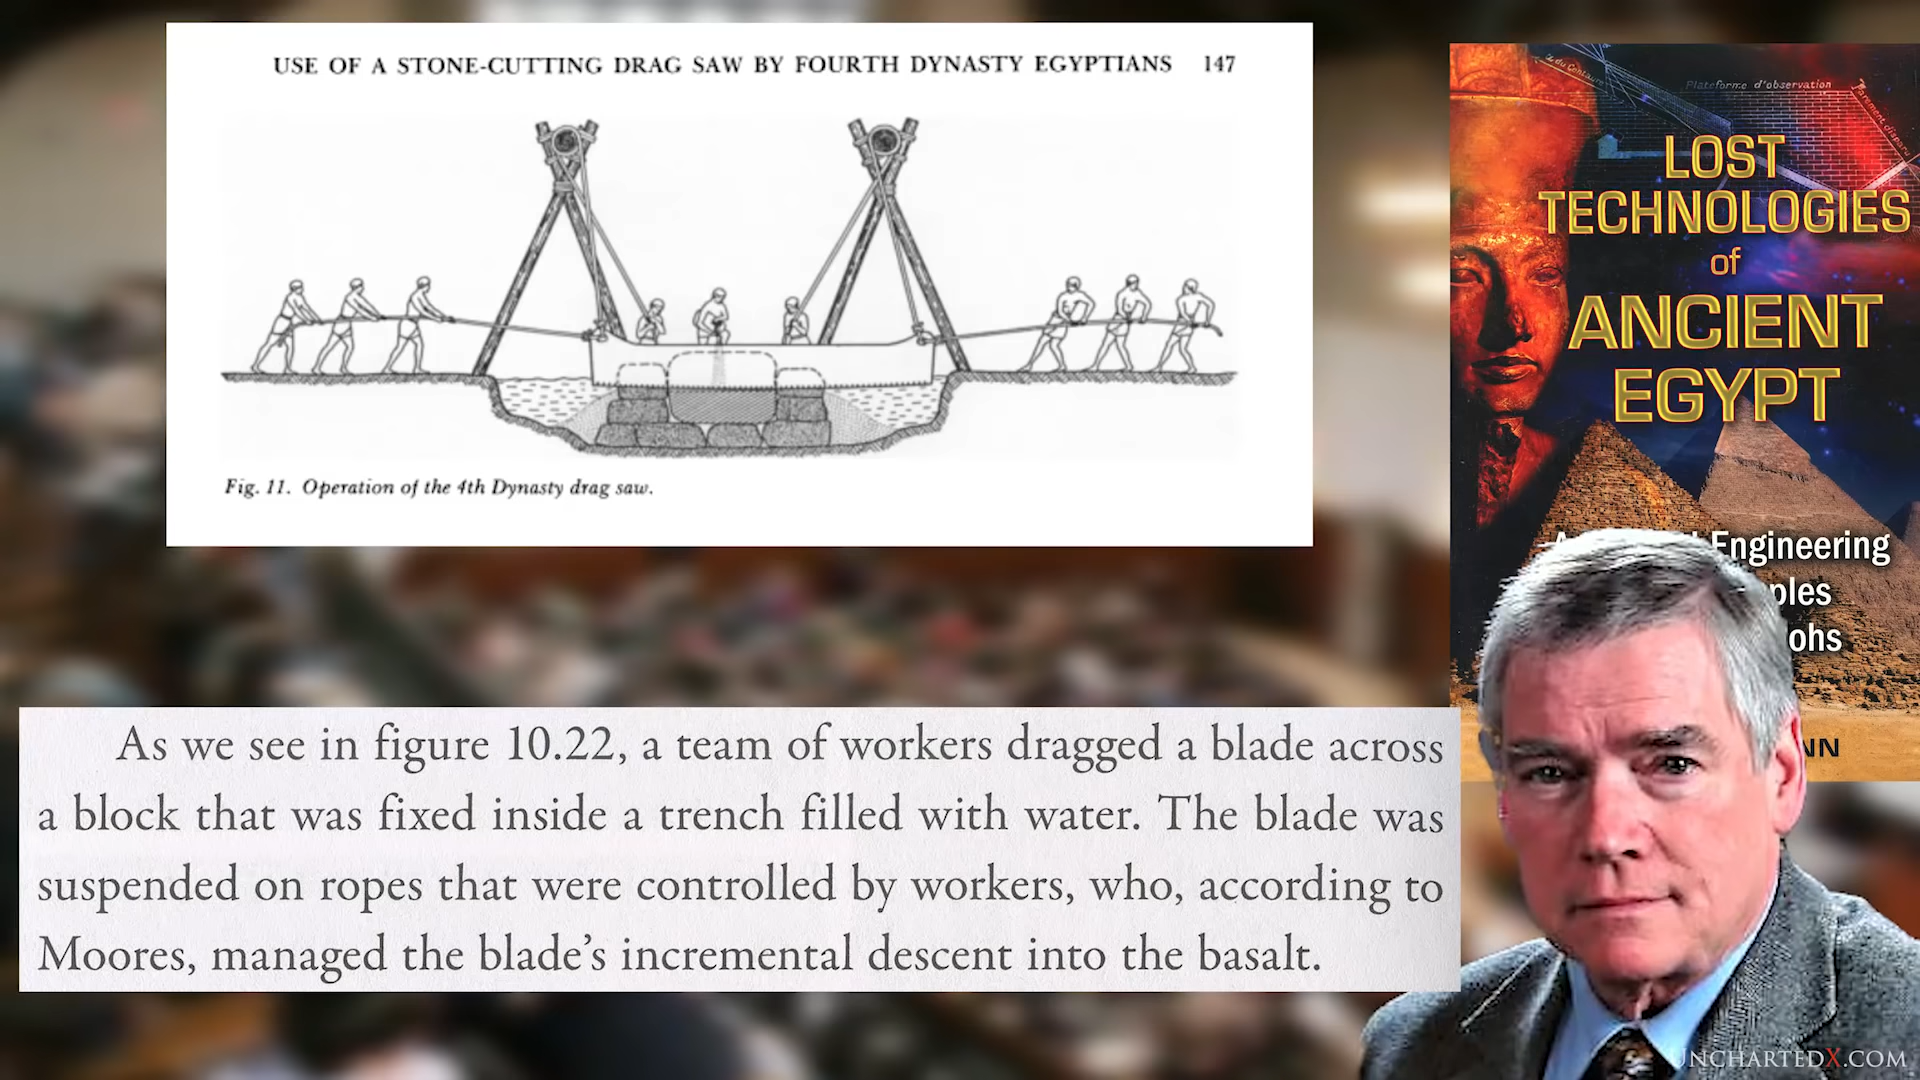 USE OF A STONE-CUTTING DRAG SAW BY FOURTH DYNASTY EGYPTIANS 147
Fig. 11. Operation of the 4th Dynasty drag saw.
Plateforme d'observation
LOST
TECHNOLOGIES
of
ANCIENT
EGYPT
Engineering
As we see in figure 10.22, a team of workers dragged a blade across
a block that was fixed inside a trench filled with water. The blade was
suspended on ropes that were controlled by workers, who, according to
Moores, managed the blade's incremental descent into the basalt.
UNCHARTEDX.COM